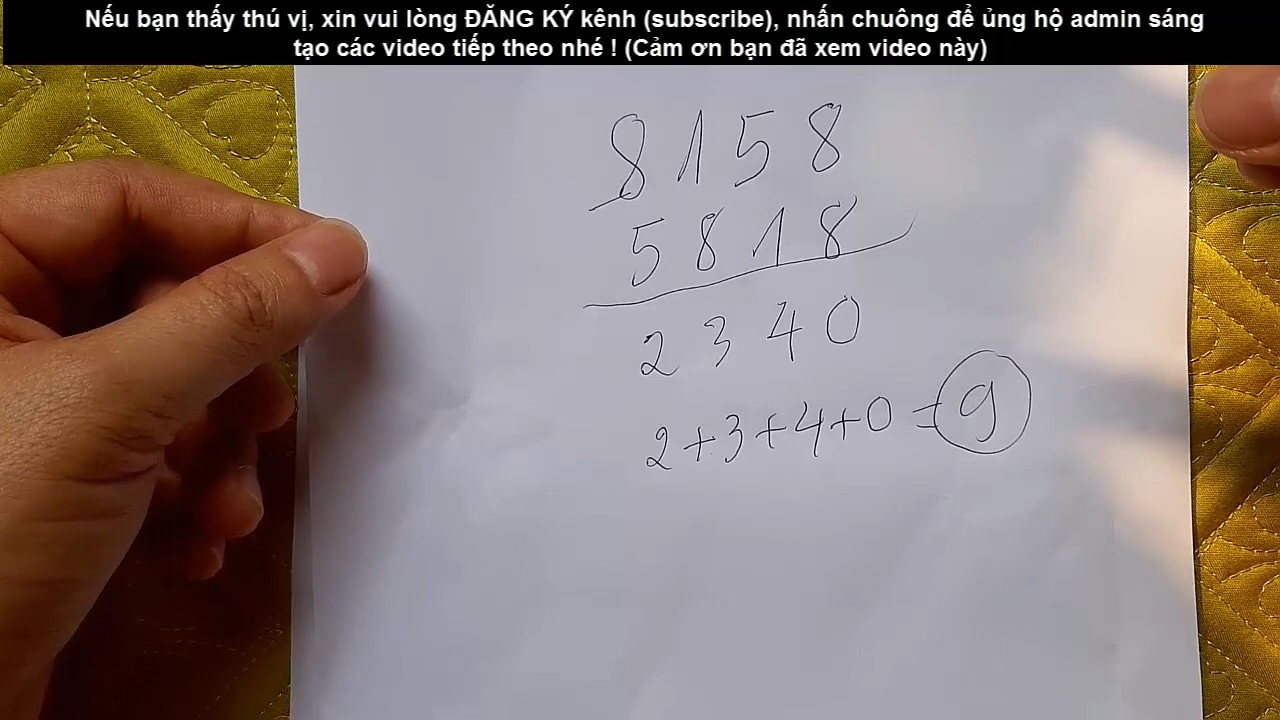 Nếu bạn thấy thú vị, xin vui lòng ĐĂNG KÝ kênh (subscribe), nhấn chuông để ủng hộ admin sáng
tạo các video tiếp theo nhé ! (Cảm ơn bạn đã xem video này)
8158
5818
2340
2+3+4+0 = 9